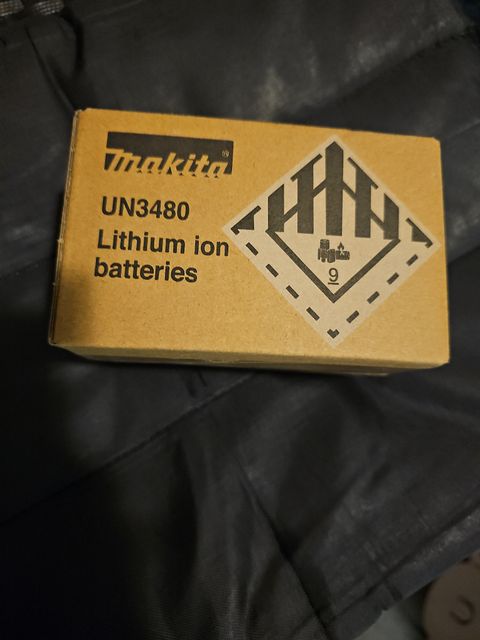 makita®
UN3480
Lithium ion
batteries
9